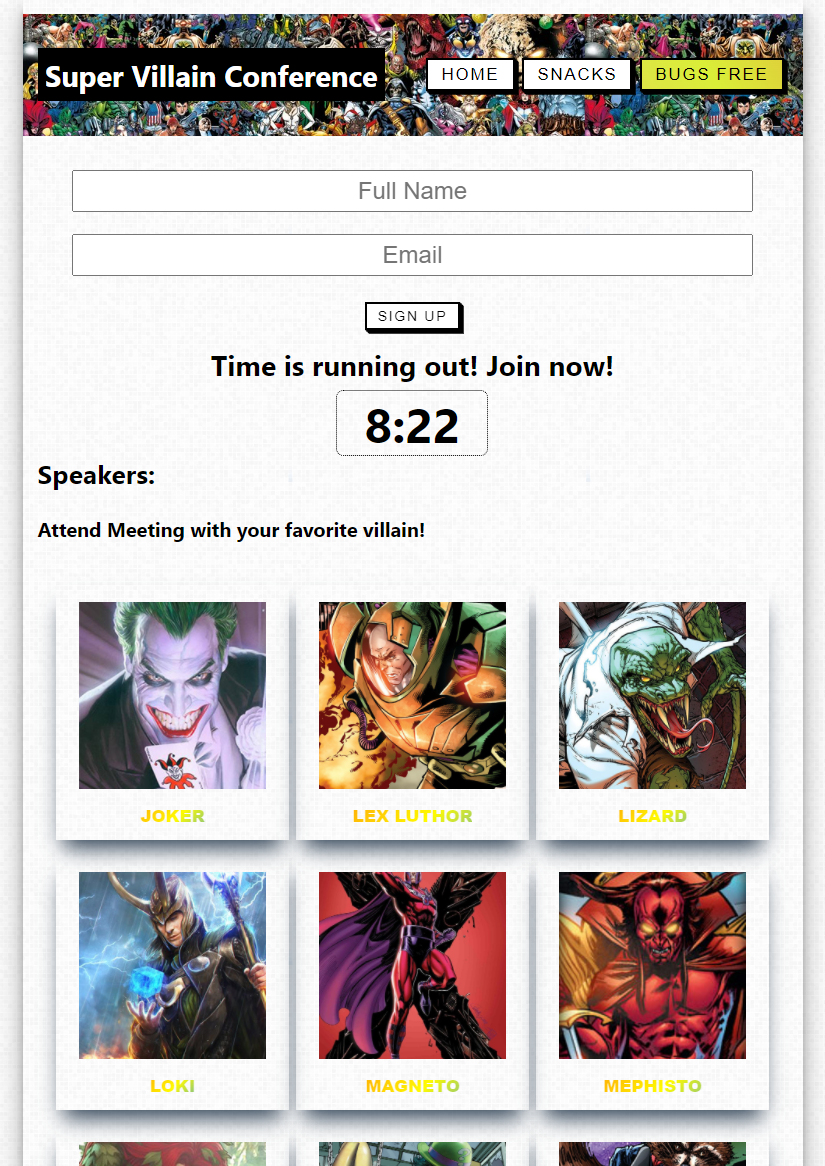 Super Villain Conference
HOME
SNACKS
BUGS FREE
Full Name
Email
SIGN UP
Time is running out! Join now!
8:22
Speakers:
Attend Meeting with your favorite villain!
JOKER
LEX LUTHOR
LIZARD
LOKI
MAGNETO
MEPHISTO